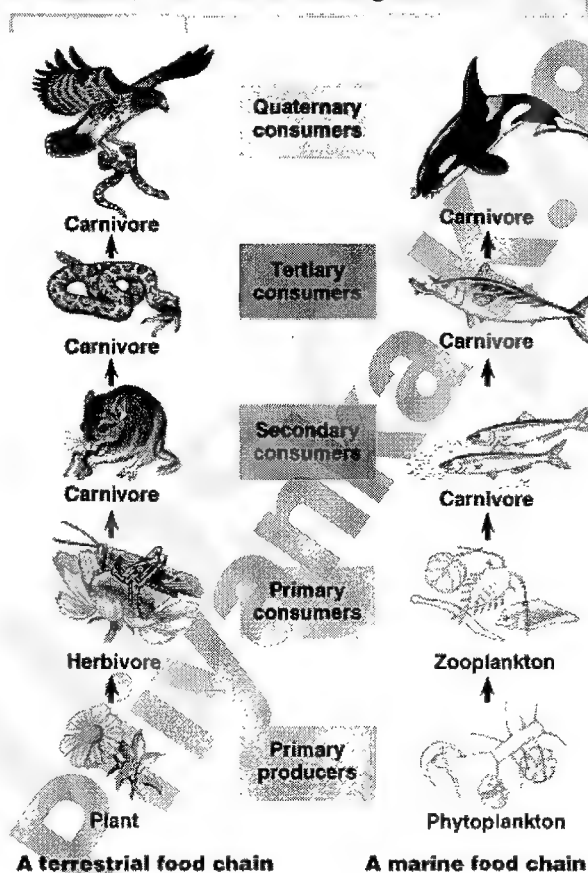 Quaternary
consumers
Carnivore
Carnivore
Tertiary
consumers
Carnivore
Carnivore
Secondary
consumers
Carnivore
Carnivore
Primary
consumers
Herbivore
Zooplankton
Primary
producers
Plant
Phytoplankton
A terrestrial food chain
A marine food chain